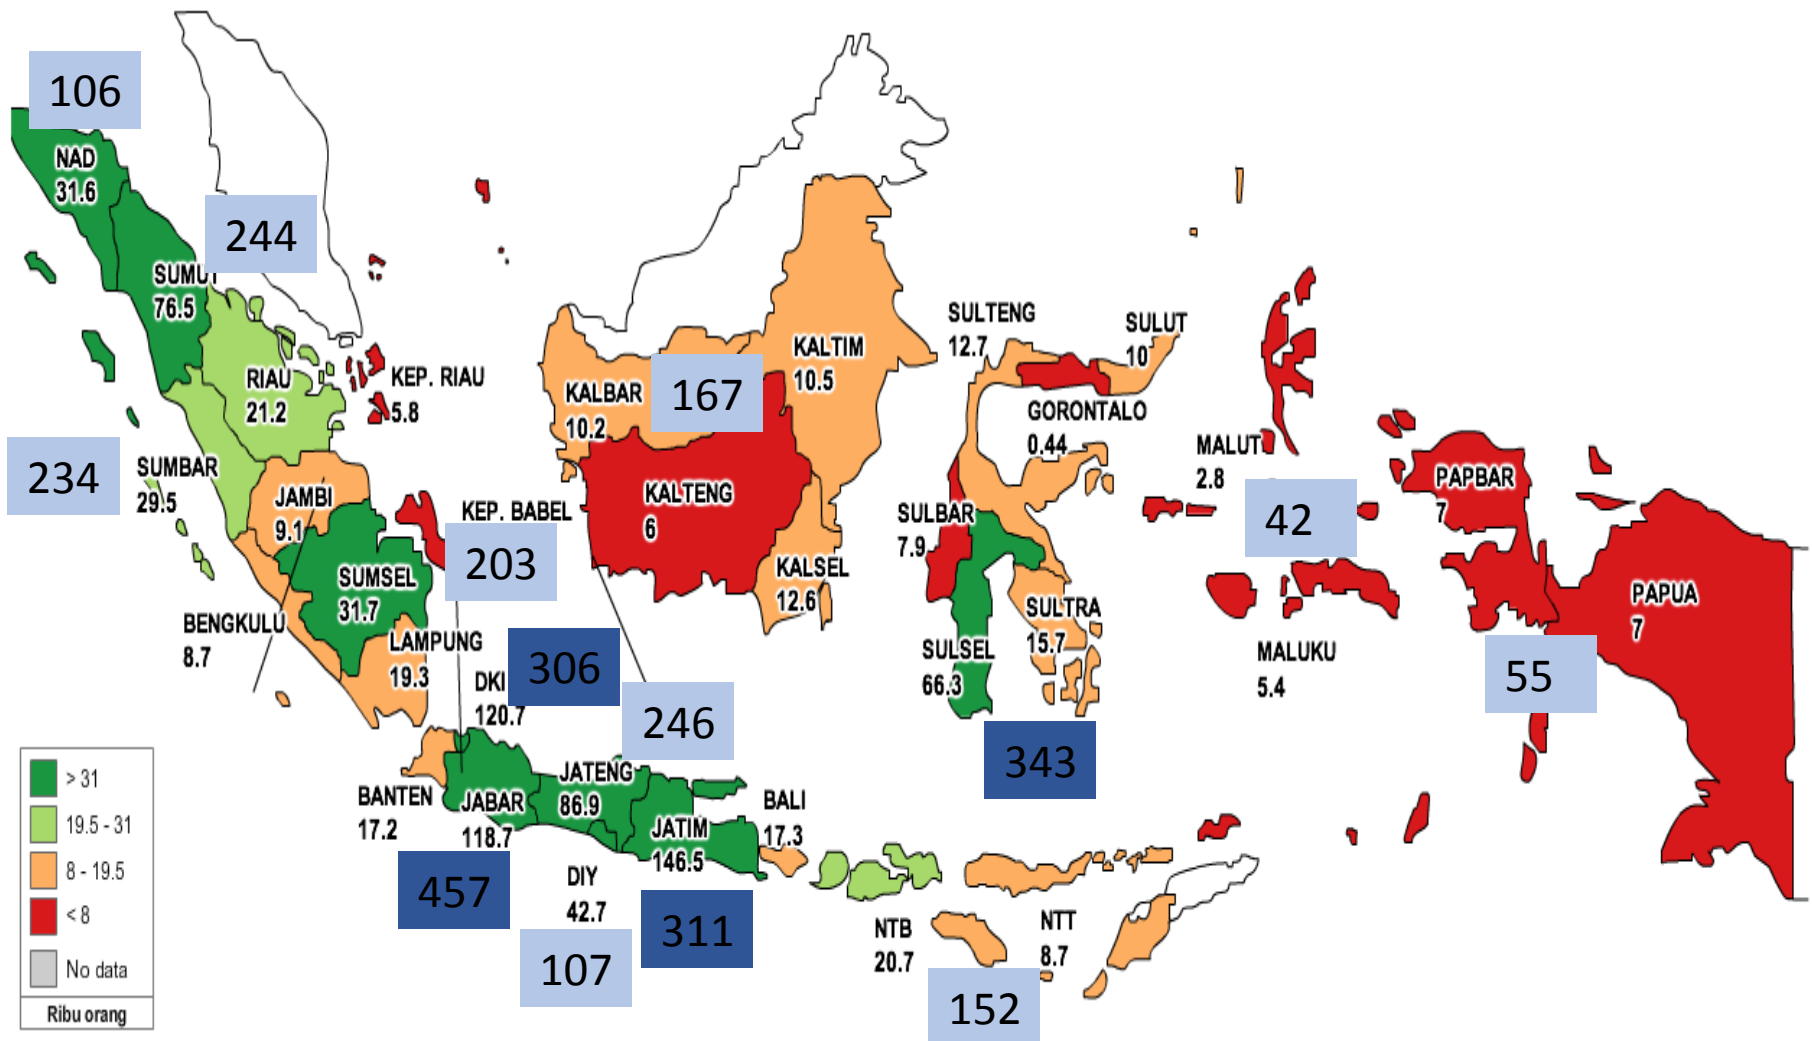 106
NAD
31.6
244
SUMUT
76.5
RIAU
21.2
KEP. RIAU
5.8
234
SUMBAR
29.5
JAMBI
9.1
KEP. BABEL
203
SUMSEL
31.7
BENGKULU
8.7
LAMPUNG
19.3
DKI
120.7
306
246
BANTEN
17.2
JABAR
118.7
JATENG
86.9
JATIM
146.5
BALI
17.3
457
DIY
42.7
107
311
KALBAR
10.2
167
KALTIM
10.5
KALTENG
6
KALSEL
12.6
SULTENG
12.7
SULUT
10
GORONTALO
0.44
SULBAR
7.9
SULTRA
15.7
SULSEL
66.3
343
NTB
20.7
NTT
8.7
152
MALUT
2.8
42
MALUKU
5.4
PAPBAR
7
PAPUA
7
55
> 31
19.5 - 31
8 - 19.5
< 8
No data
Ribu orang